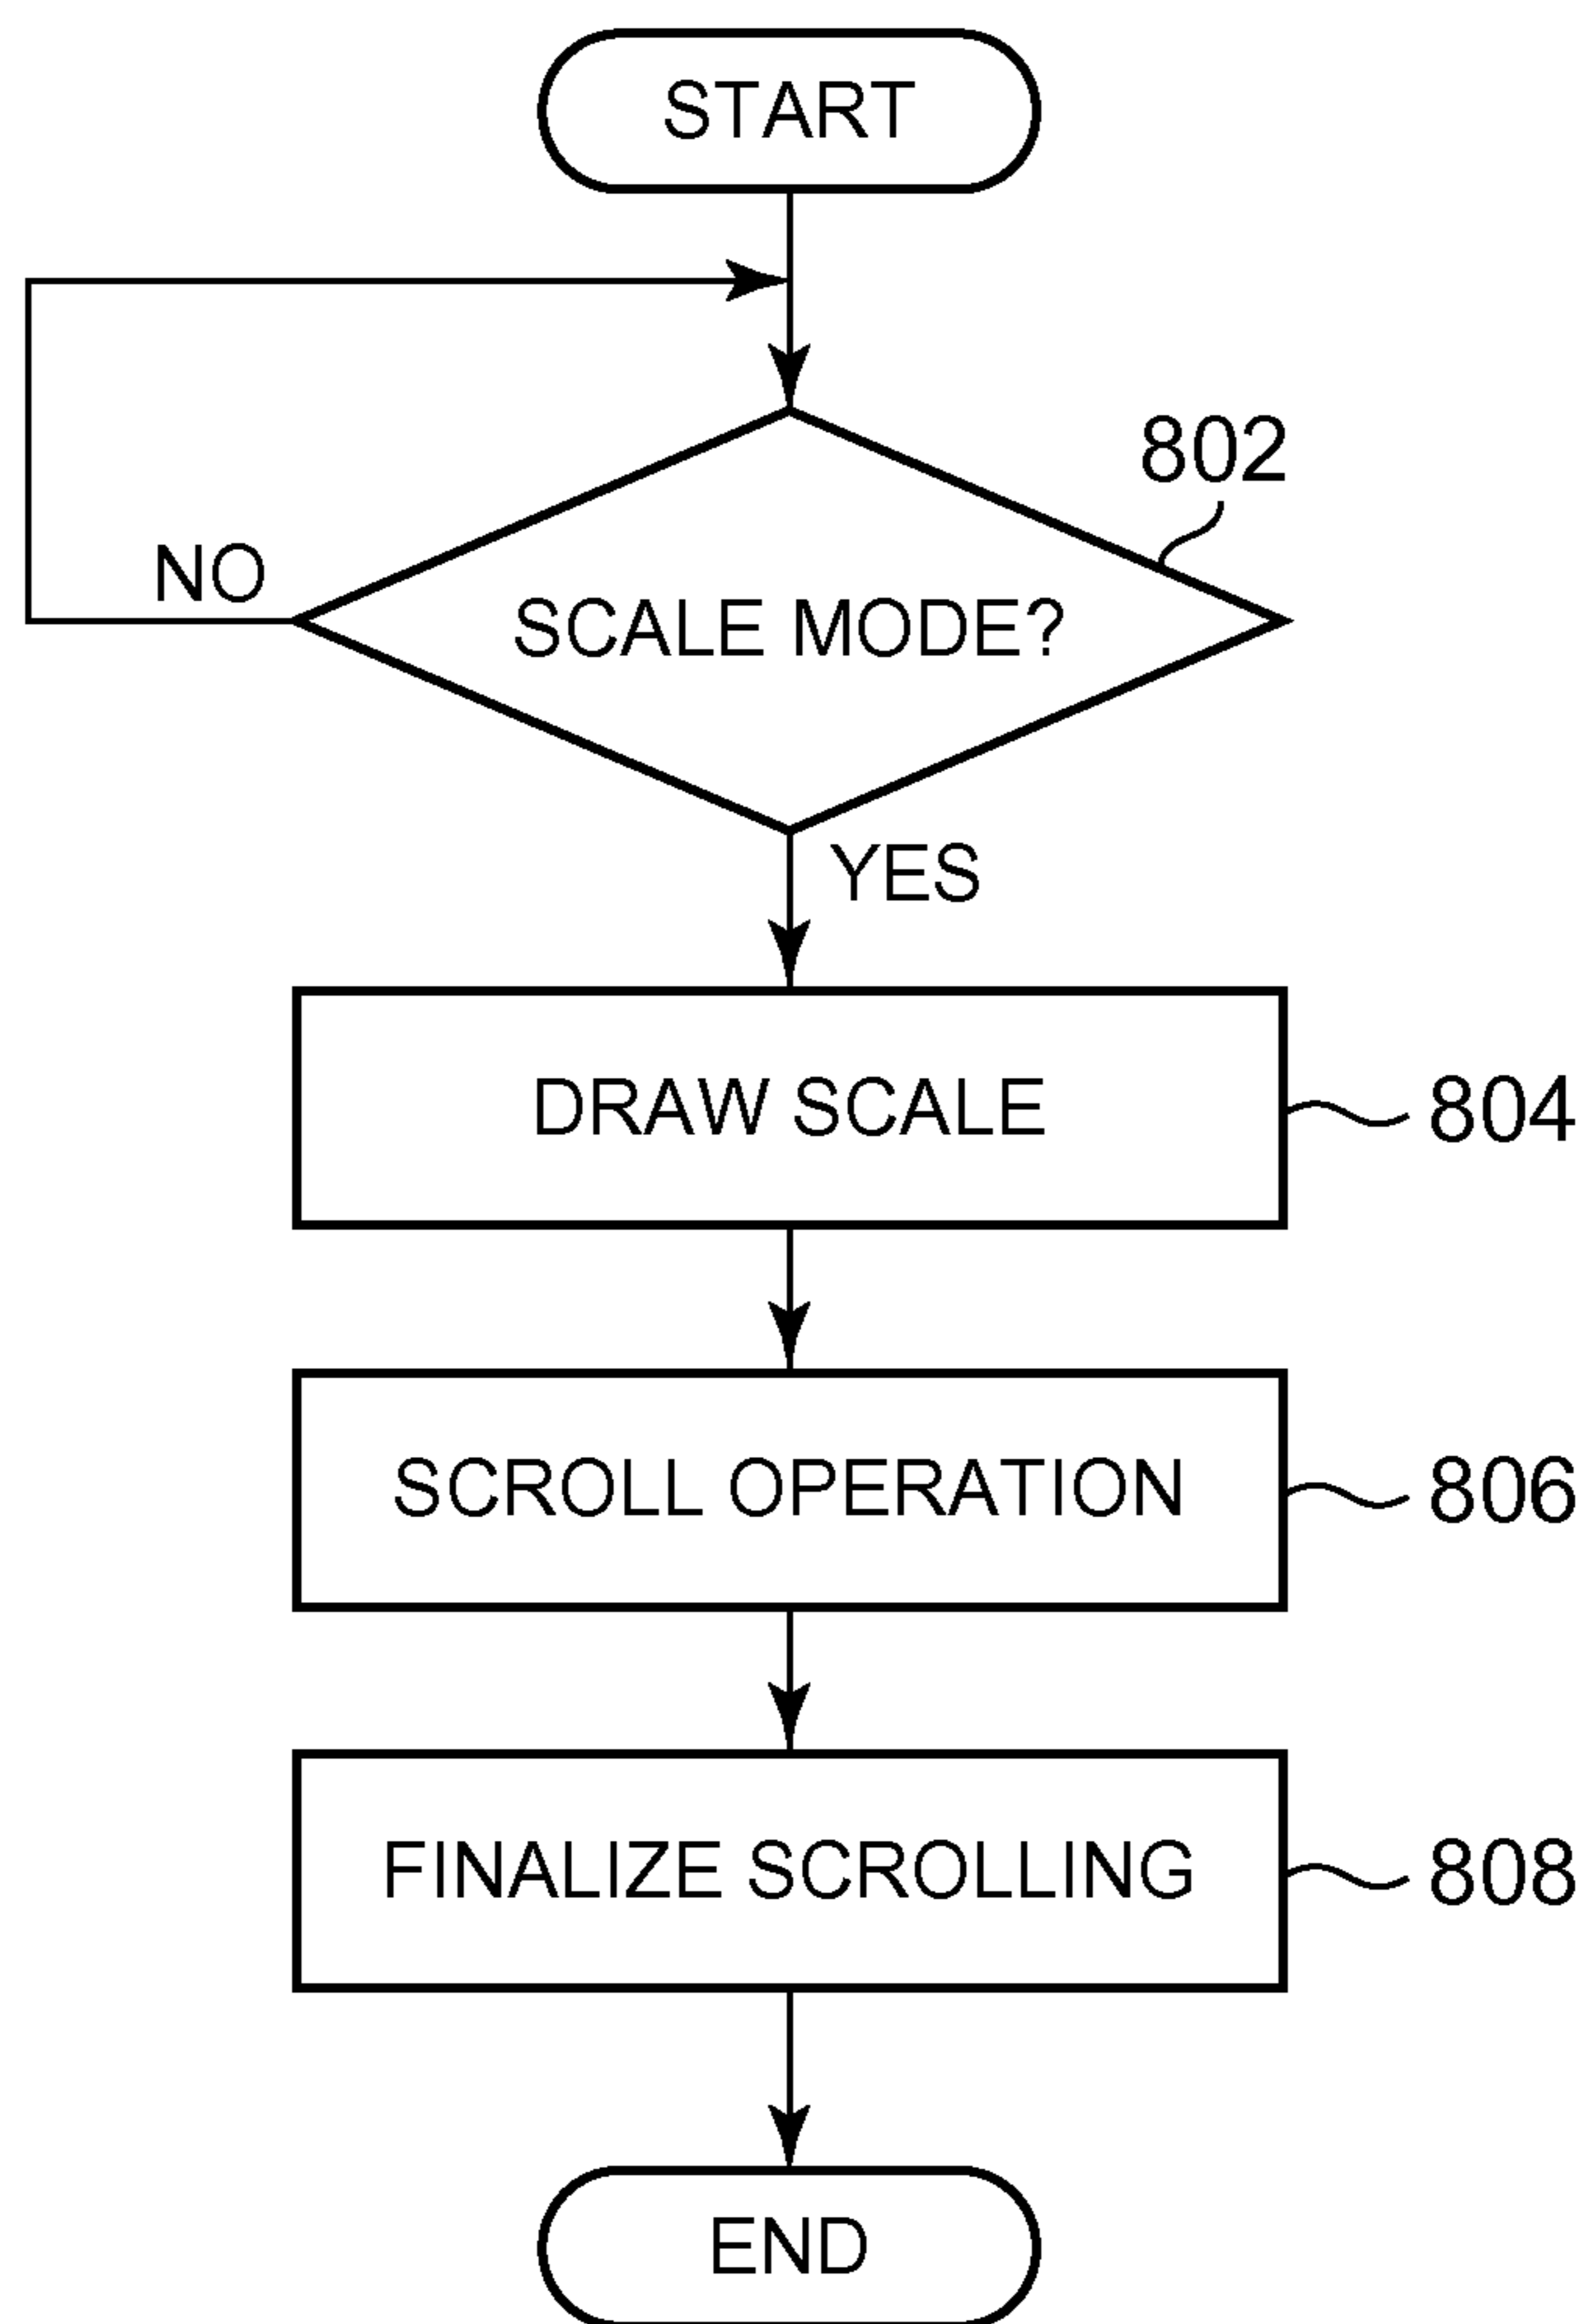 START
802
NO
SCALE MODE?
YES
DRAW SCALE
804
SCROLL OPERATION
806
FINALIZE SCROLLING
808
END